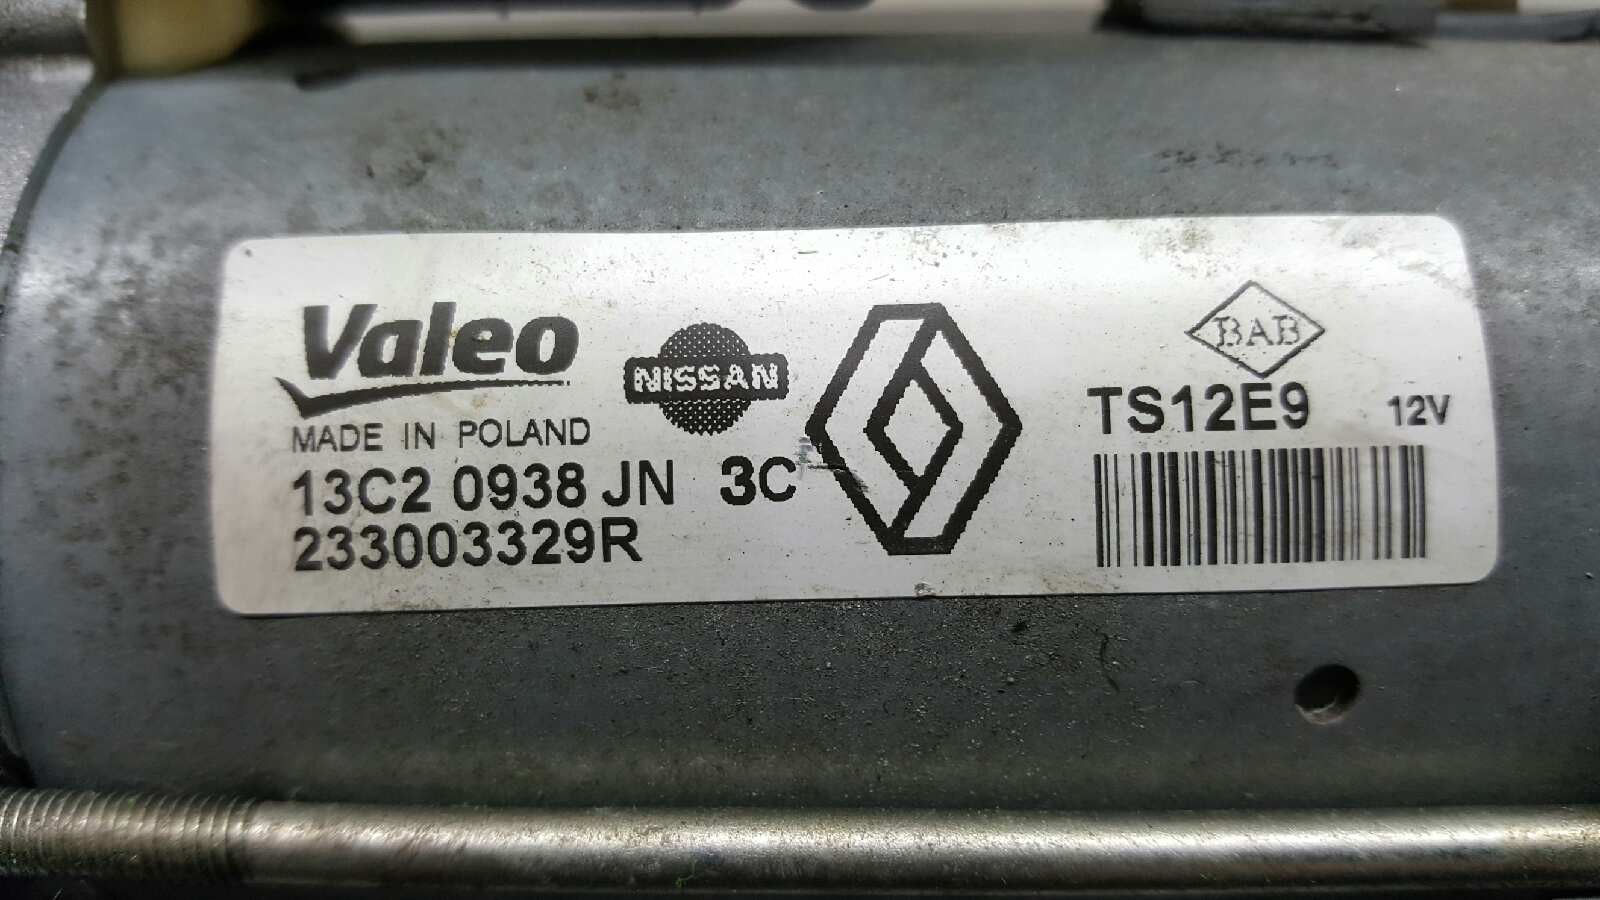 Valeo
MADE IN POLAND
13C2 0938 JN 3C
233003329R
NISSAN
BAB
TS12E9 12V